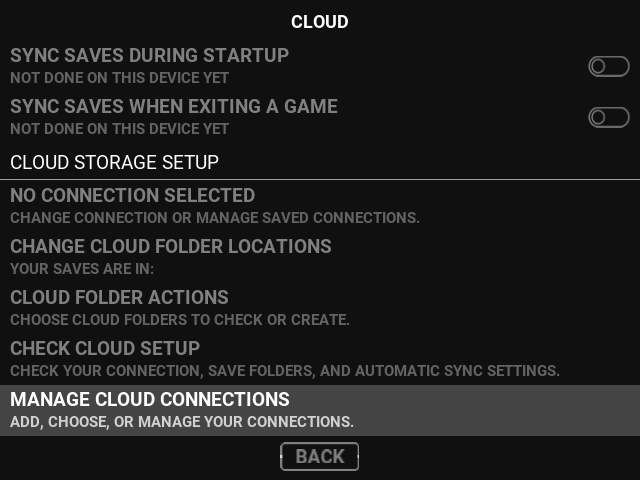 CLOUD
SYNC SAVES DURING STARTUP
NOT DONE ON THIS DEVICE YET
SYNC SAVES WHEN EXITING A GAME
NOT DONE ON THIS DEVICE YET
CLOUD STORAGE SETUP
NO CONNECTION SELECTED
CHANGE CONNECTION OR MANAGE SAVED CONNECTIONS.
CHANGE CLOUD FOLDER LOCATIONS
YOUR SAVES ARE IN:
CLOUD FOLDER ACTIONS
CHOOSE CLOUD FOLDERS TO CHECK OR CREATE.
CHECK CLOUD SETUP
CHECK YOUR CONNECTION, SAVE FOLDERS, AND AUTOMATIC SYNC SETTINGS.
MANAGE CLOUD CONNECTIONS
ADD, CHOOSE, OR MANAGE YOUR CONNECTIONS.
BACK